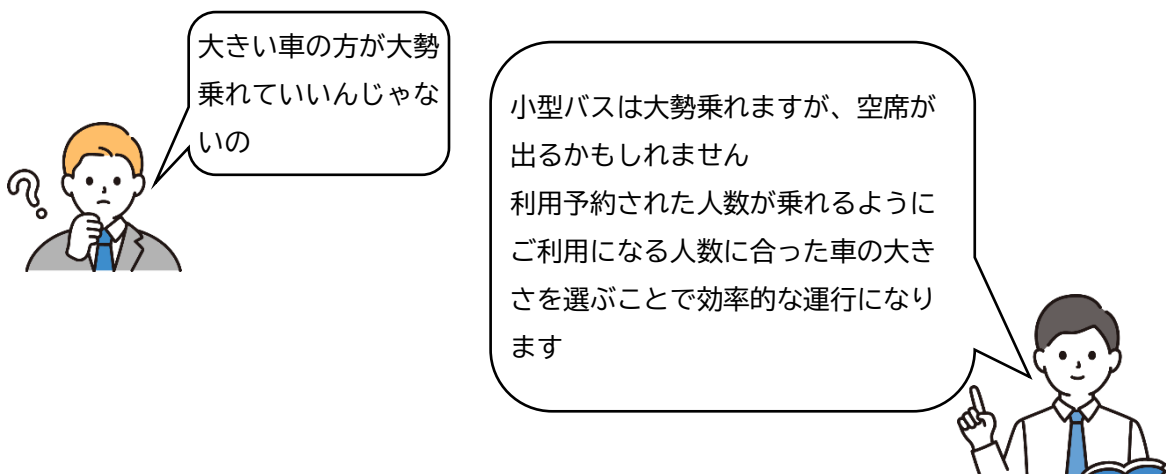 大きい車の方が大勢
乗れていいんじゃな
いの
小型バスは大勢乗れますが、空席が
出るかもしれません
利用予約された人数が乗れるように
ご利用になる人数に合った車の大き
さを選ぶことで効率的な運行になり
ます